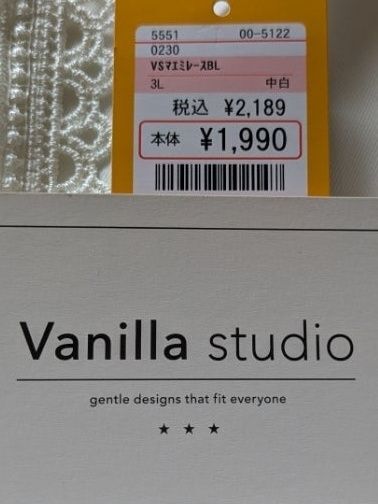 5551 00-5122
0230
VSマエミレースBL
3L 中白
税込 ¥2,189
本体 ¥1,990
Vanilla studio
gentle designs that fit everyone
★ ★ ★